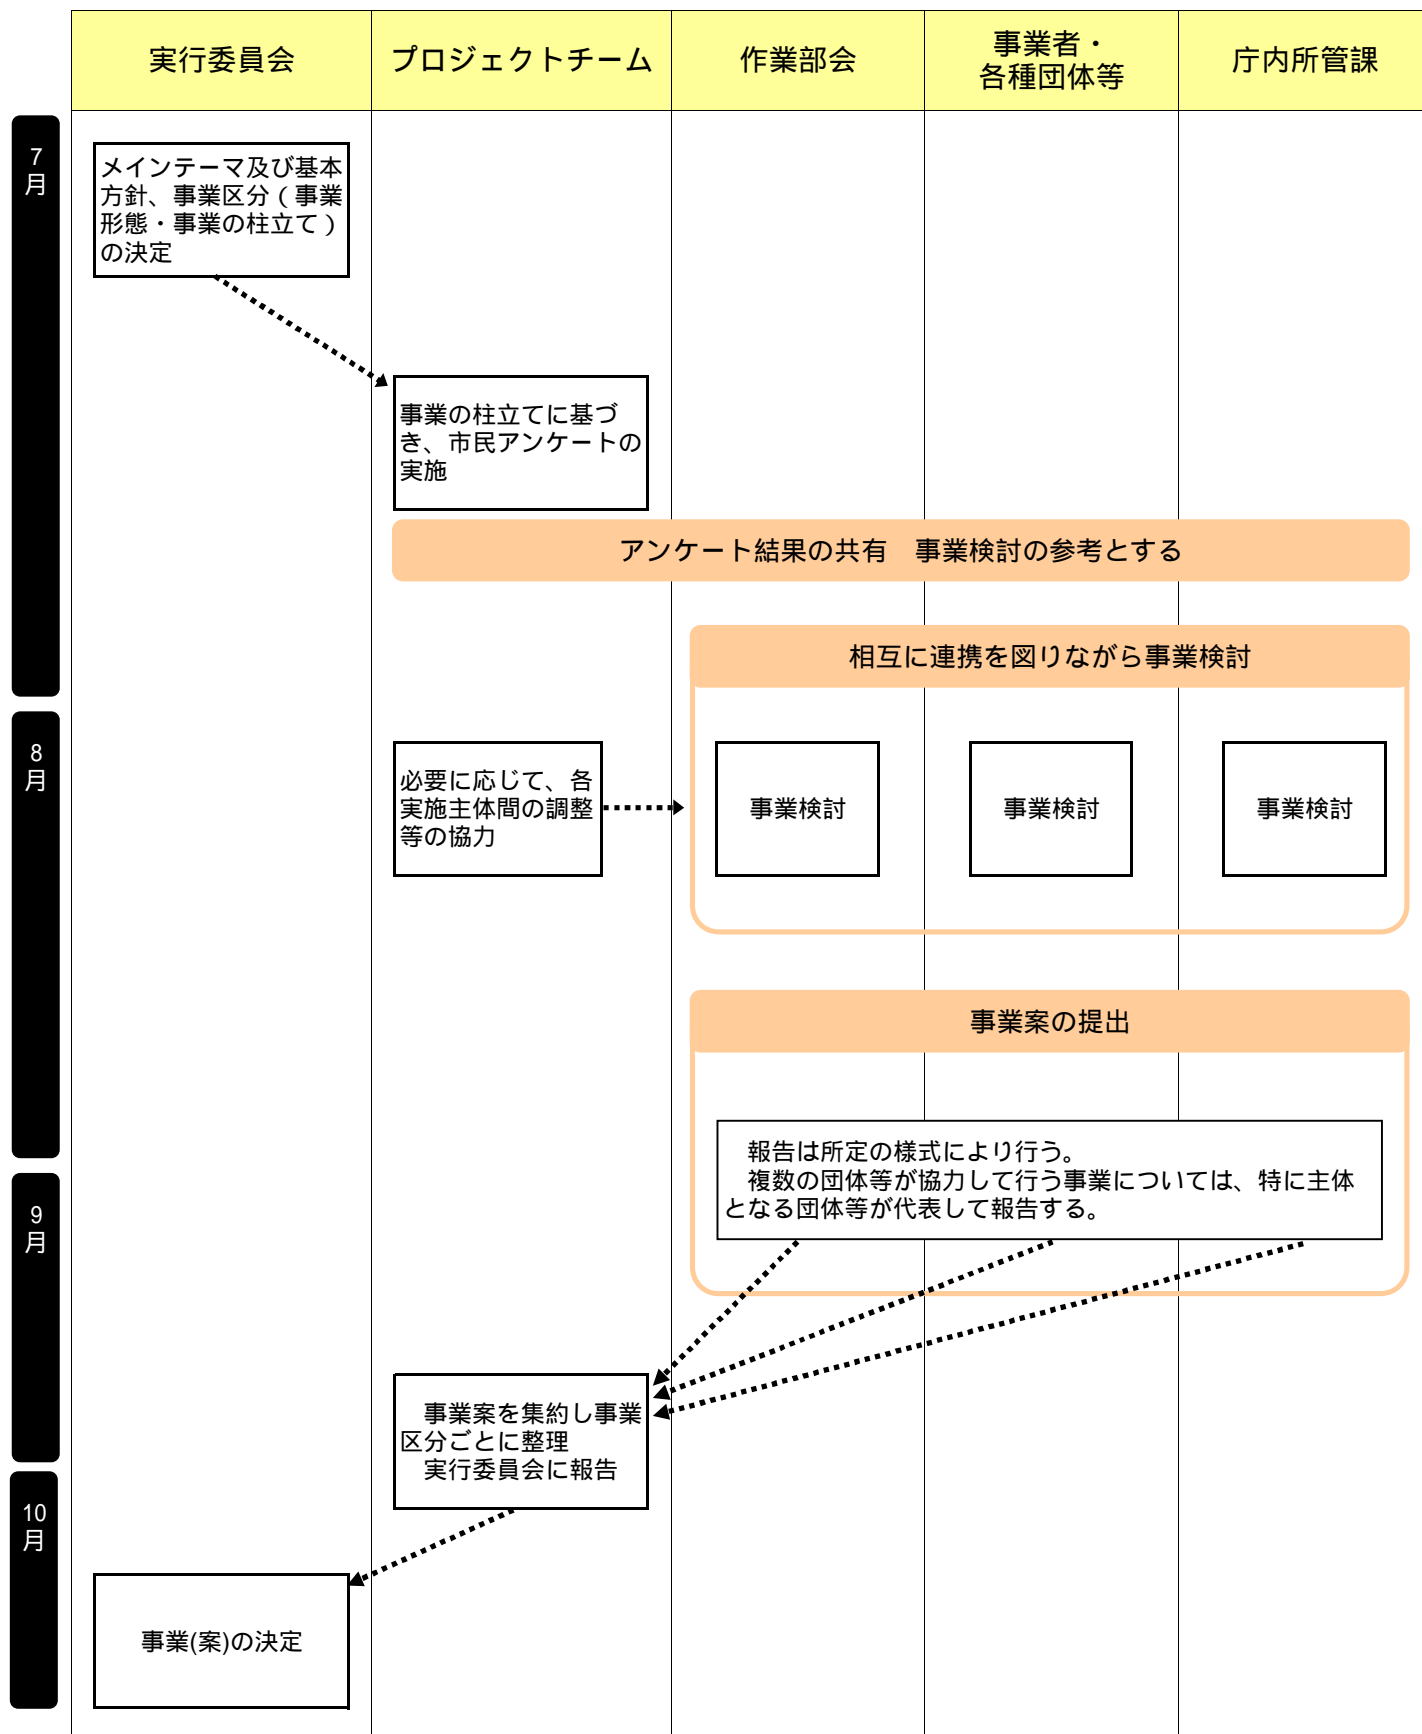 実行委員会
プロジェクトチーム
作業部会
事業者・
各種団体等
庁内所管課
7
月
メインテーマ及び基本
方針、事業区分（事業
形態・事業の柱立て）
の決定
事業の柱立てに基づ
き、市民アンケートの
実施
アンケート結果の共有　事業検討の参考とする
相互に連携を図りながら事業検討
8
月
必要に応じて、各
実施主体間の調整
等の協力
事業検討
事業検討
事業検討
事業案の提出
報告は所定の様式により行う。
複数の団体等が協力して行う事業については、特に主体
となる団体等が代表して報告する。
9
月
事業案を集約し事業
区分ごとに整理
実行委員会に報告
10
月
事業(案)の決定